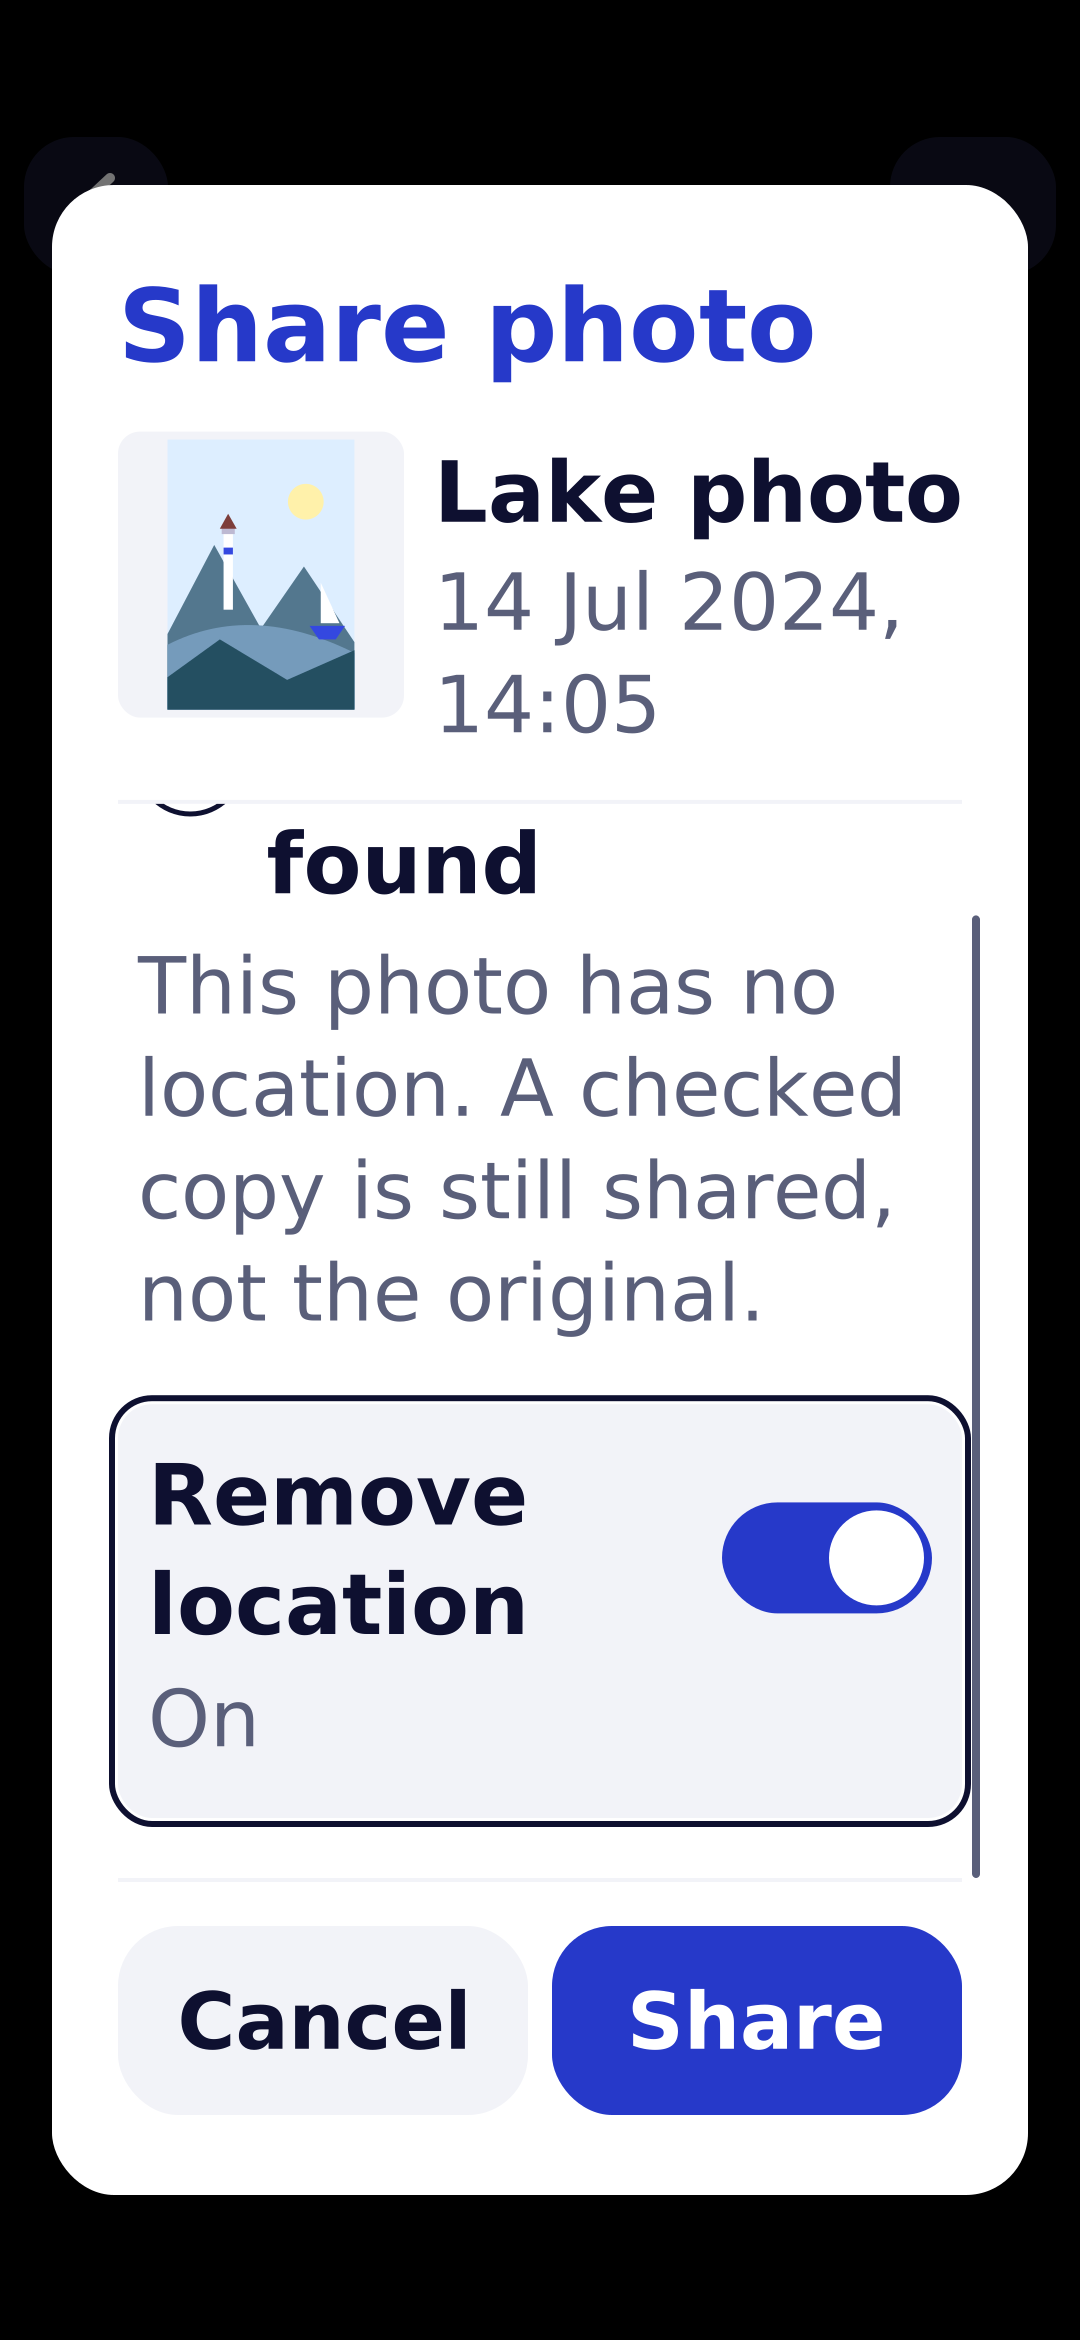 Share photo
Lake photo
14 Jul 2024,
14:05
found
This photo has no
location. A checked
copy is still shared,
not the original.
Remove
location
On
Cancel
Share